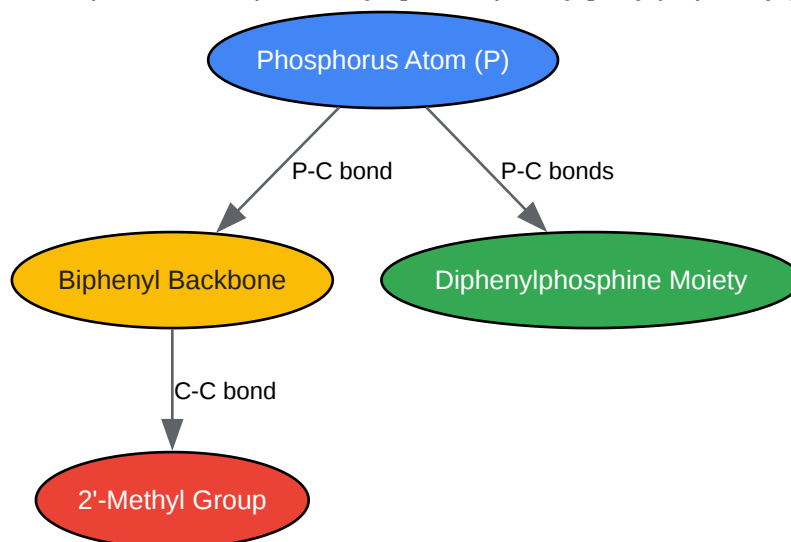 Phosphorus Atom (P)
P-C bond
P-C bonds
Biphenyl Backbone
Diphenylphosphine Moiety
C-C bond
2'-Methyl Group